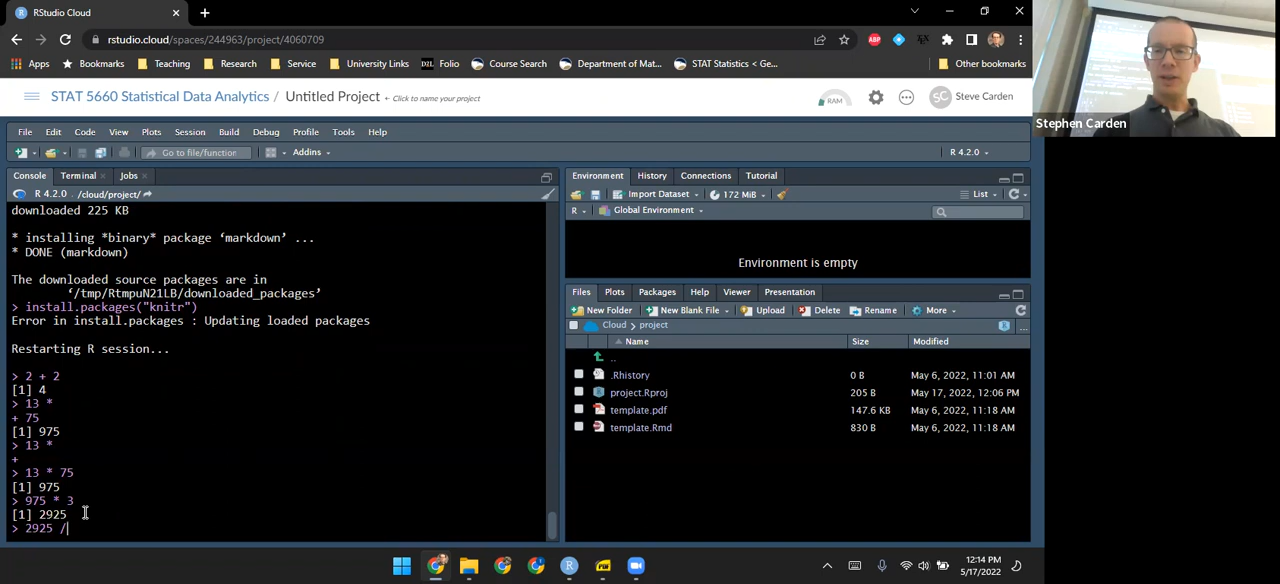 RStudio Cloud
rstudio.cloud/spaces/244963/project/4060709
Apps Bookmarks Teaching Research Service University Links D2L Folio Course Search Department of Mat... STAT Statistics < Ge... Other bookmarks
STAT 5660 Statistical Data Analytics / Untitled Project Click to name your project RAM SC Steve Carden
Stephen Carden
File Edit Code View Plots Session Build Debug Profile Tools Help
Go to file/function Addins R 4.2.0
Console Terminal Jobs
R 4.2.0 . /cloud/project/
downloaded 225 KB
* installing *binary* package ‘markdown’ ...
* DONE (markdown)
The downloaded source packages are in
‘/tmp/RtmpuN21LB/downloaded_packages’
> install.packages("knitr")
Error in install.packages : Updating loaded packages
Restarting R session...
> 2 + 2
[1] 4
> 13 *
+ 75
[1] 975
> 13 *
+
> 13 * 75
[1] 975
> 975 * 3
[1] 2925
> 2925 /
Environment History Connections Tutorial
Import Dataset 172 MiB List
R Global Environment
Environment is empty
Files Plots Packages Help Viewer Presentation
New Folder New Blank File Upload Delete Rename More
Cloud > project ...
Name Size Modified
..
.Rhistory 0 B May 6, 2022, 11:01 AM
project.Rproj 205 B May 17, 2022, 12:06 PM
template.pdf 147.6 KB May 6, 2022, 11:18 AM
template.Rmd 830 B May 6, 2022, 11:18 AM
12:14 PM
5/17/2022